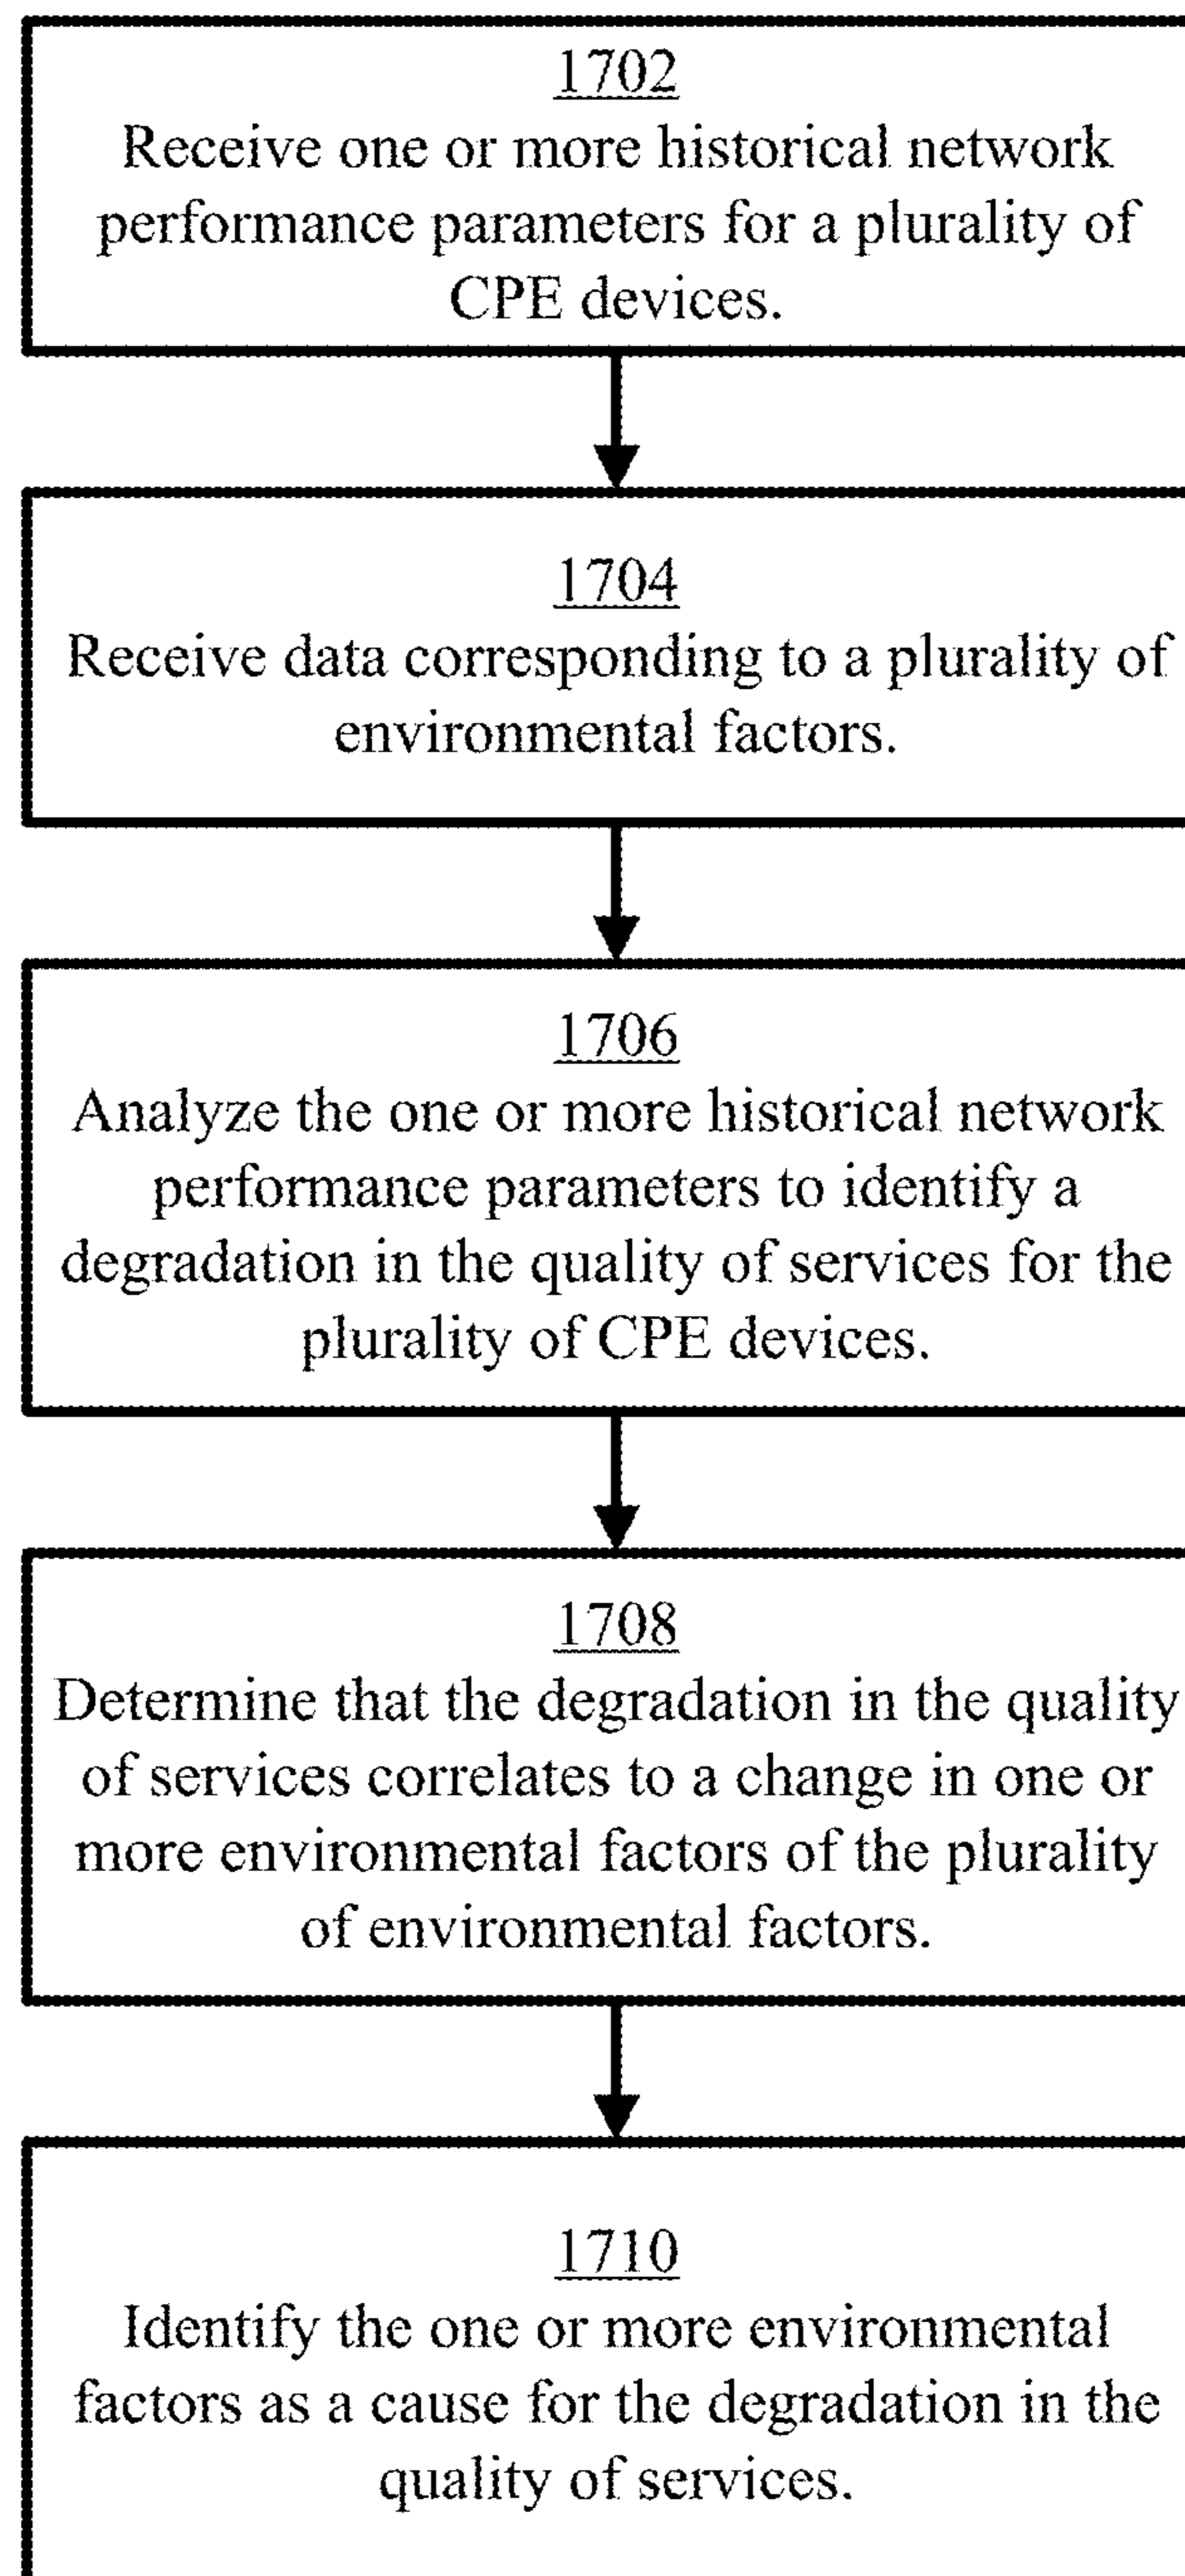 1702
Receive one or more historical network
performance parameters for a plurality of
CPE devices.
1704
Receive data corresponding to a plurality of
environmental factors.
1706
Analyze the one or more historical network
performance parameters to identify a
degradation in the quality of services for the
plurality of CPE devices.
1708
Determine that the degradation in the quality
of services correlates to a change in one or
more environmental factors of the plurality
of environmental factors.
1710
Identify the one or more environmental
factors as a cause for the degradation in the
quality of services.